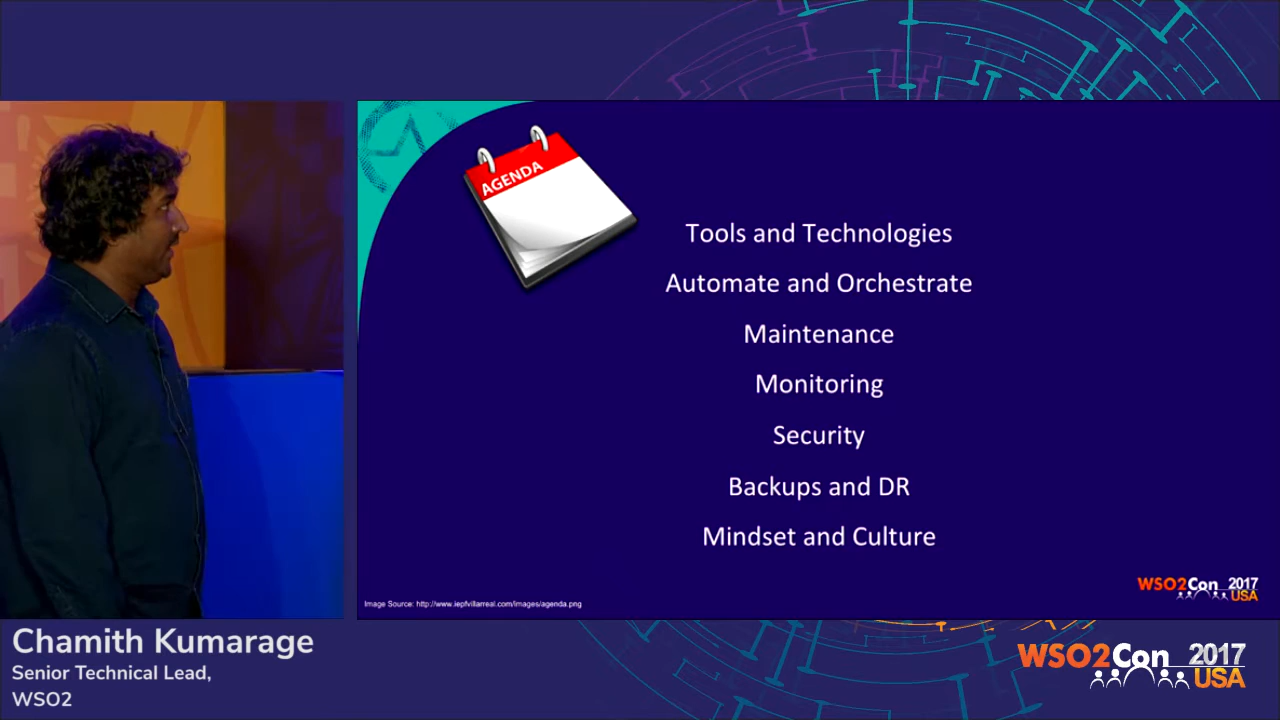 AGENDA
Tools and Technologies
Automate and Orchestrate
Maintenance
Monitoring
Security
Backups and DR
Mindset and Culture
Image Source: http://www.iepfvillarreal.com/images/agenda.png
WSO2Con 2017
USA
Chamith Kumarage
Senior Technical Lead,
WSO2
WSO2Con 2017
USA